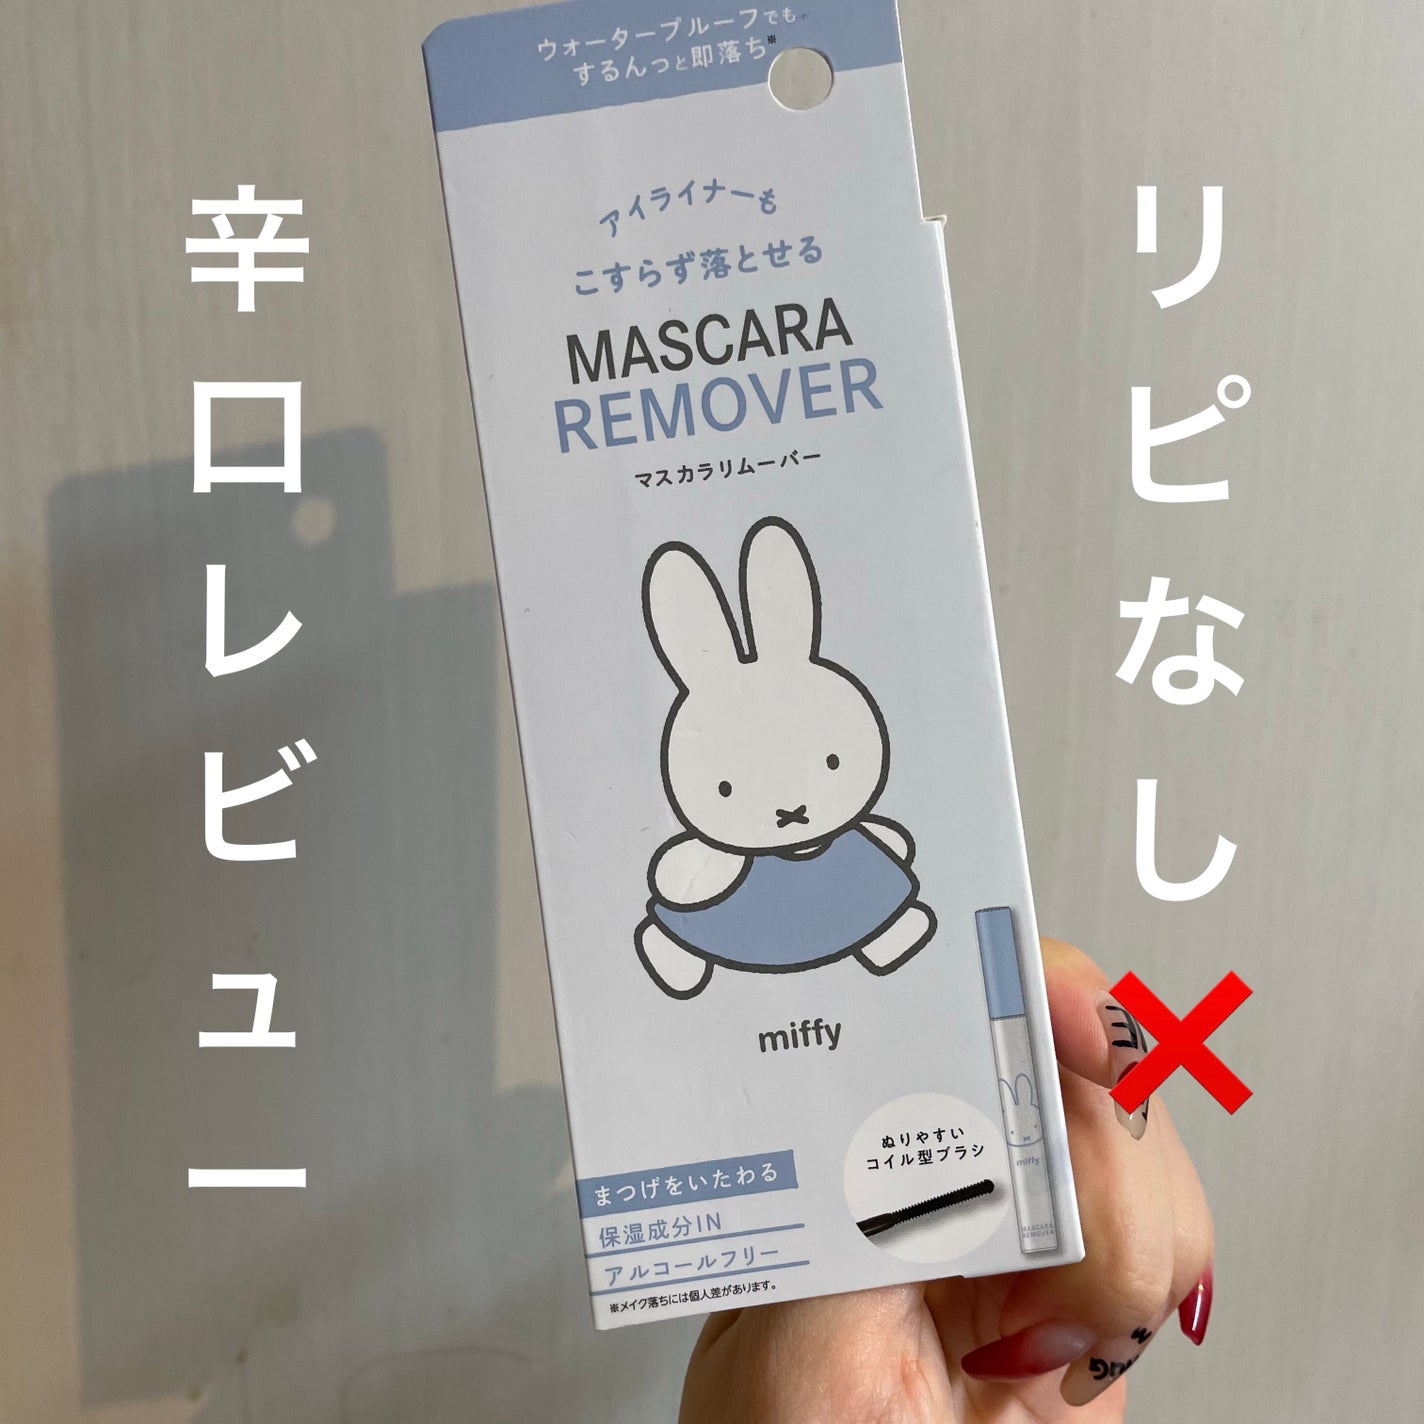 辛口レビュー
リピなし❌
ウォータープルーフでも
するんっと即落ち※
アイライナーも
こすらず落とせる
MASCARA
REMOVER
マスカラリムーバー
miffy
ぬりやすい
コイル型ブラシ
miffy
MASCARA
REMOVER
まつげをいたわる
保湿成分IN
アルコールフリー
※メイク落ちには個人差があります。